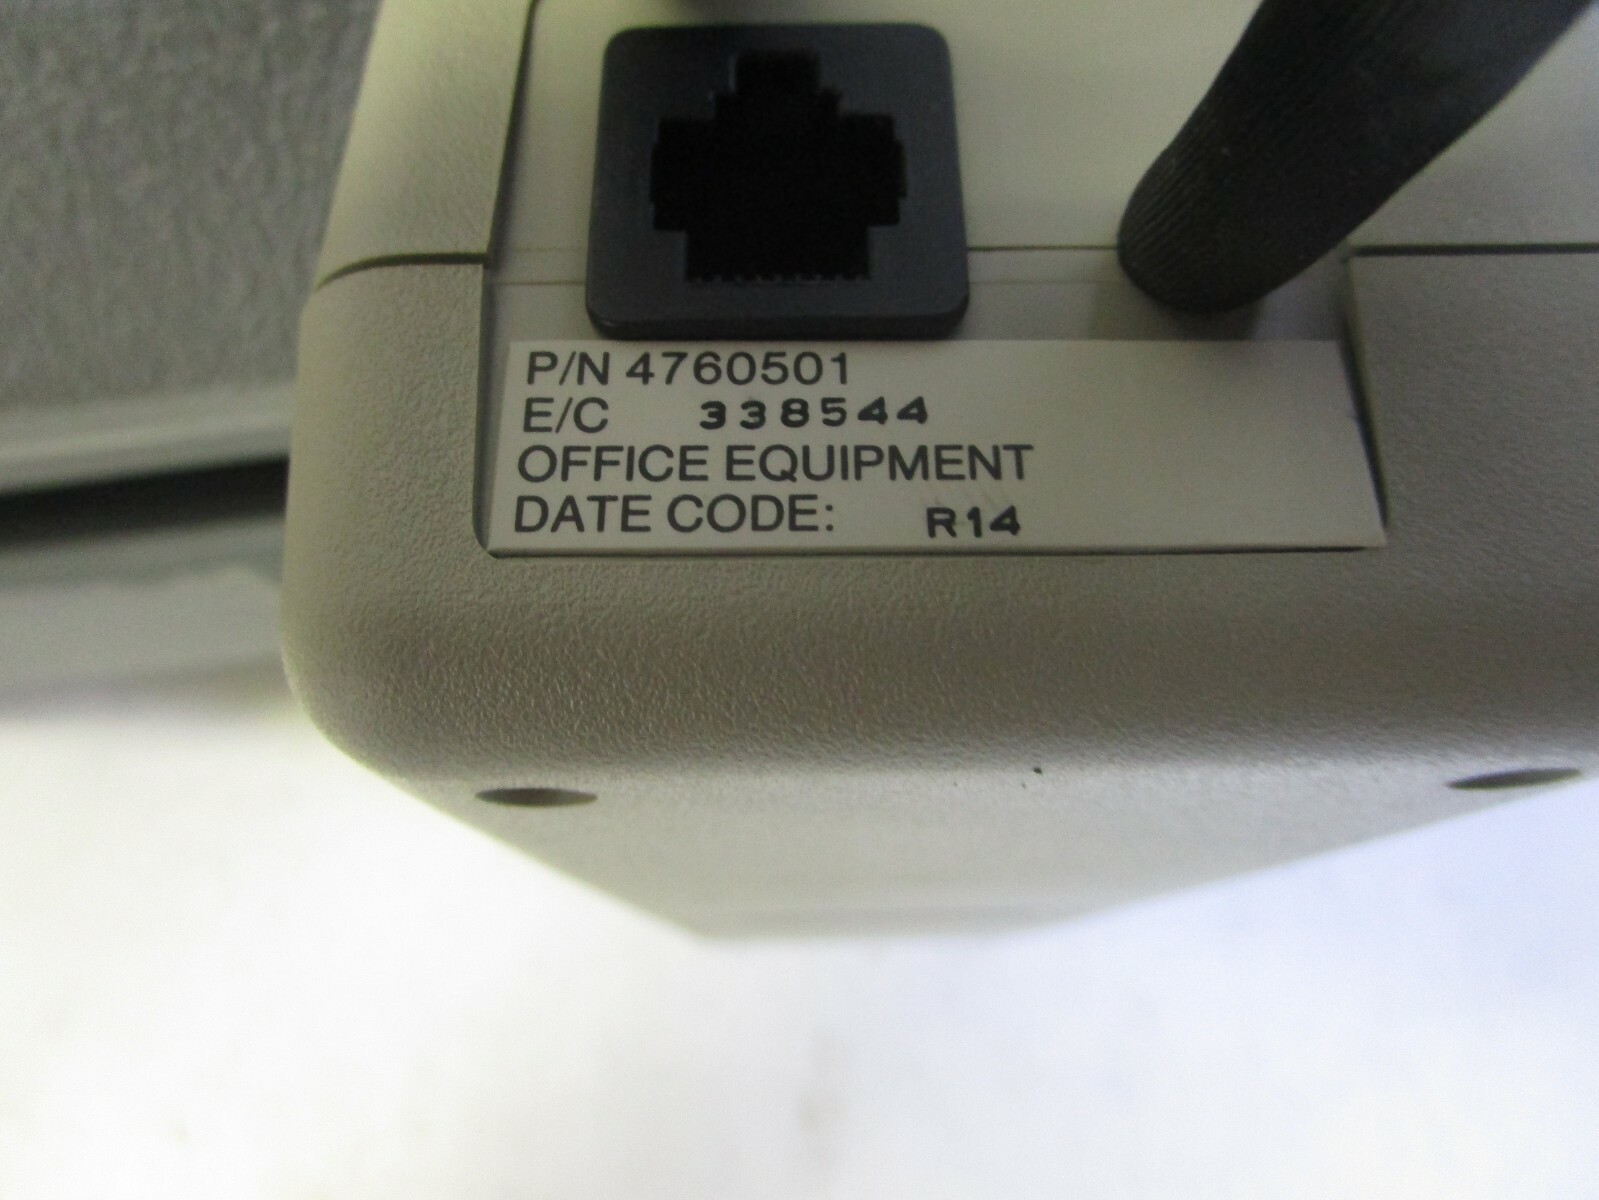 P/N 4760501
E/C 338544
OFFICE EQUIPMENT
DATE CODE: R14